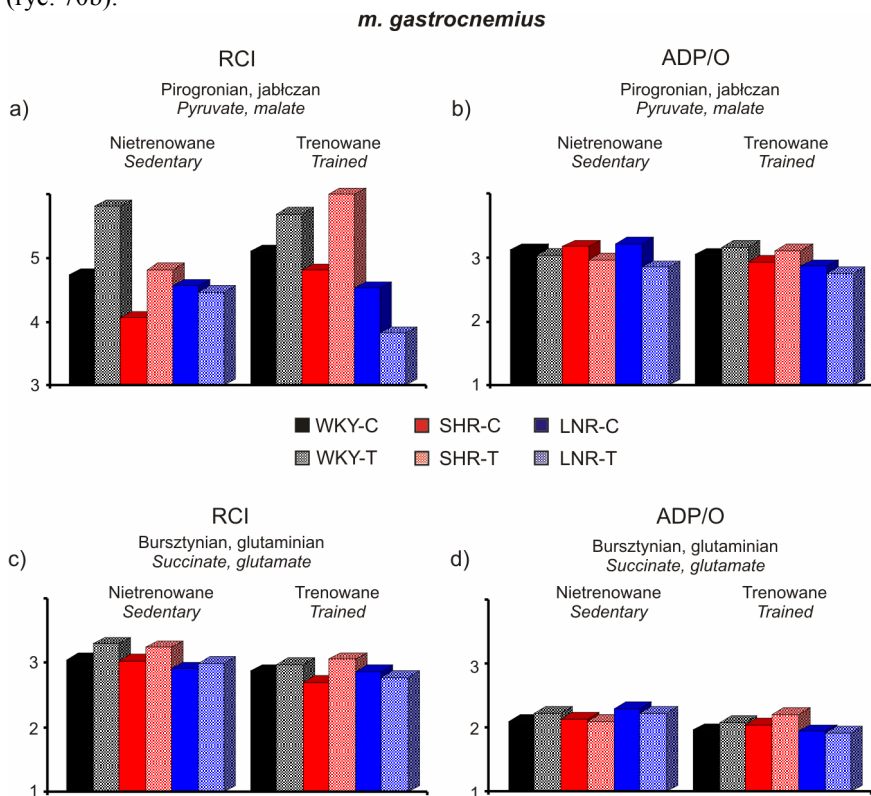 (ryc. 70b).
m. gastrocnemius
RCI
Pirogronian, jabłczan
Pyruvate, malate
a)
Nietrenowane
Sedentary
Trenowane
Trained
5
4
3
ADP/O
Pirogronian, jabłczan
Pyruvate, malate
b)
Nietrenowane
Sedentary
Trenowane
Trained
3
2
1
WKY-C SHR-C LNR-C
WKY-T SHR-T LNR-T
RCI
Bursztynian, glutaminian
Succinate, glutamate
c)
Nietrenowane
Sedentary
Trenowane
Trained
3
2
1
ADP/O
Bursztynian, glutaminian
Succinate, glutamate
d)
Nietrenowane
Sedentary
Trenowane
Trained
3
2
1